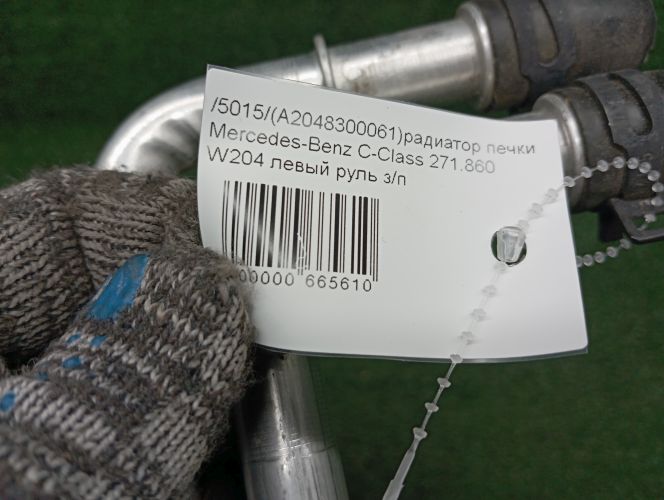 /5015/(A2048300061)радиатор печки
Mercedes-Benz C-Class 271.860
W204 левый руль з/п
00000 665610